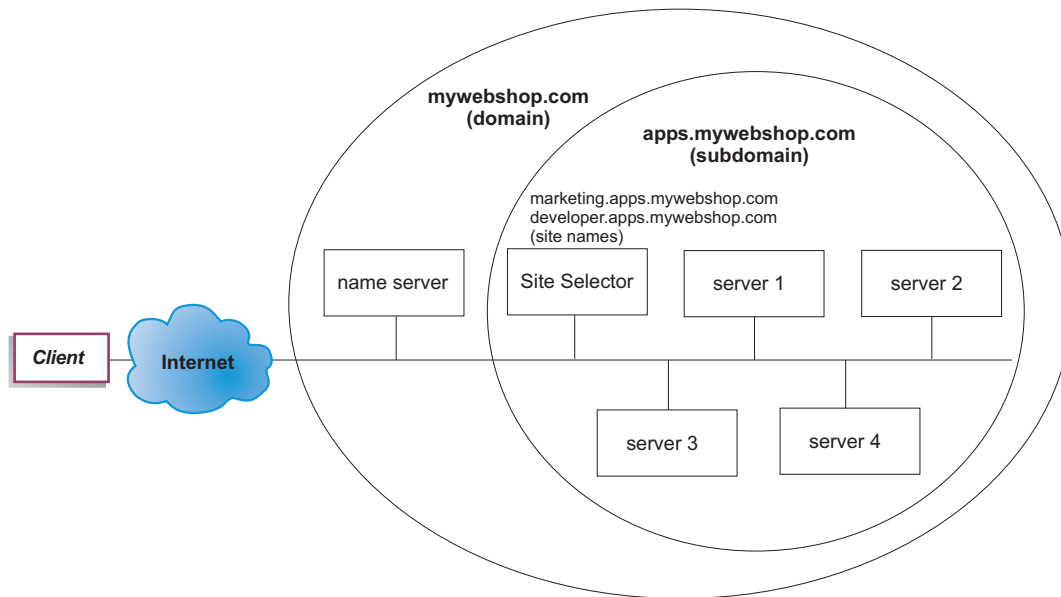 mywebshop.com
(domain)
apps.mywebshop.com
(subdomain)
marketing.apps.mywebshop.com
developer.apps.mywebshop.com
(site names)
name server
Site Selector
server 1
server 2
Client
Internet
server 3
server 4